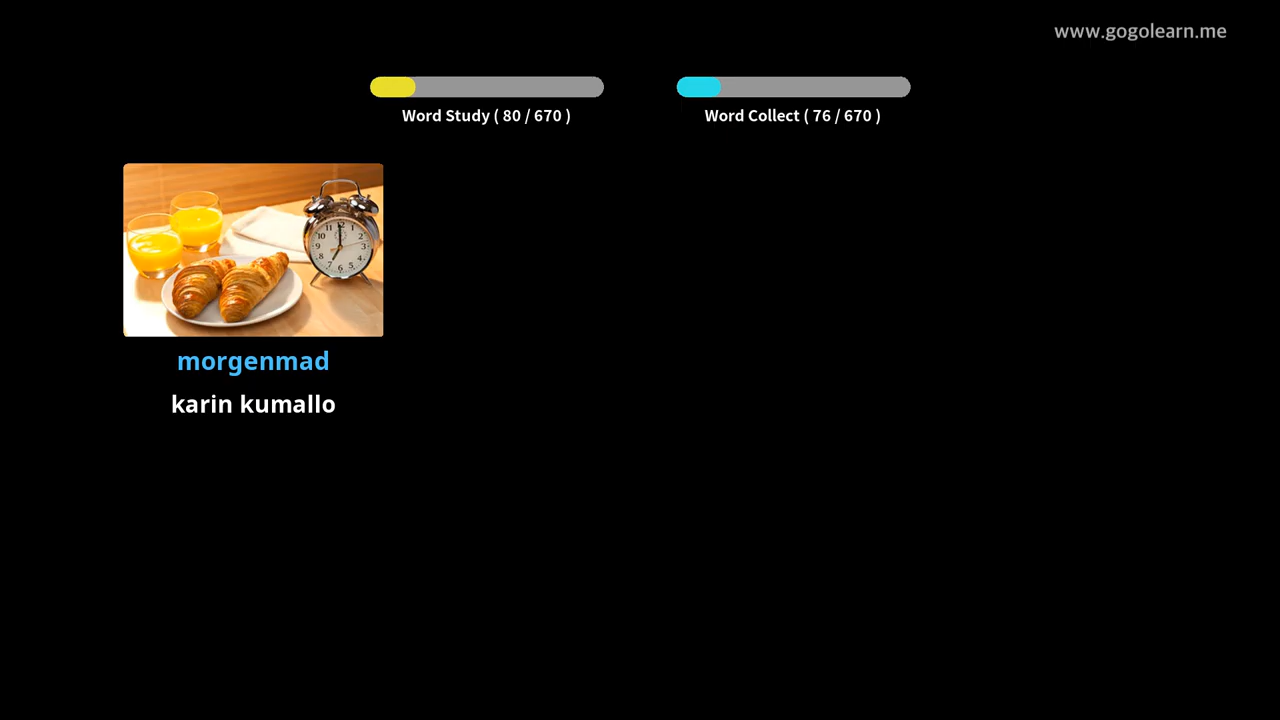 www.gogolearn.me
Word Study ( 80 / 670 )
Word Collect ( 76 / 670 )
morgenmad
karin kumallo